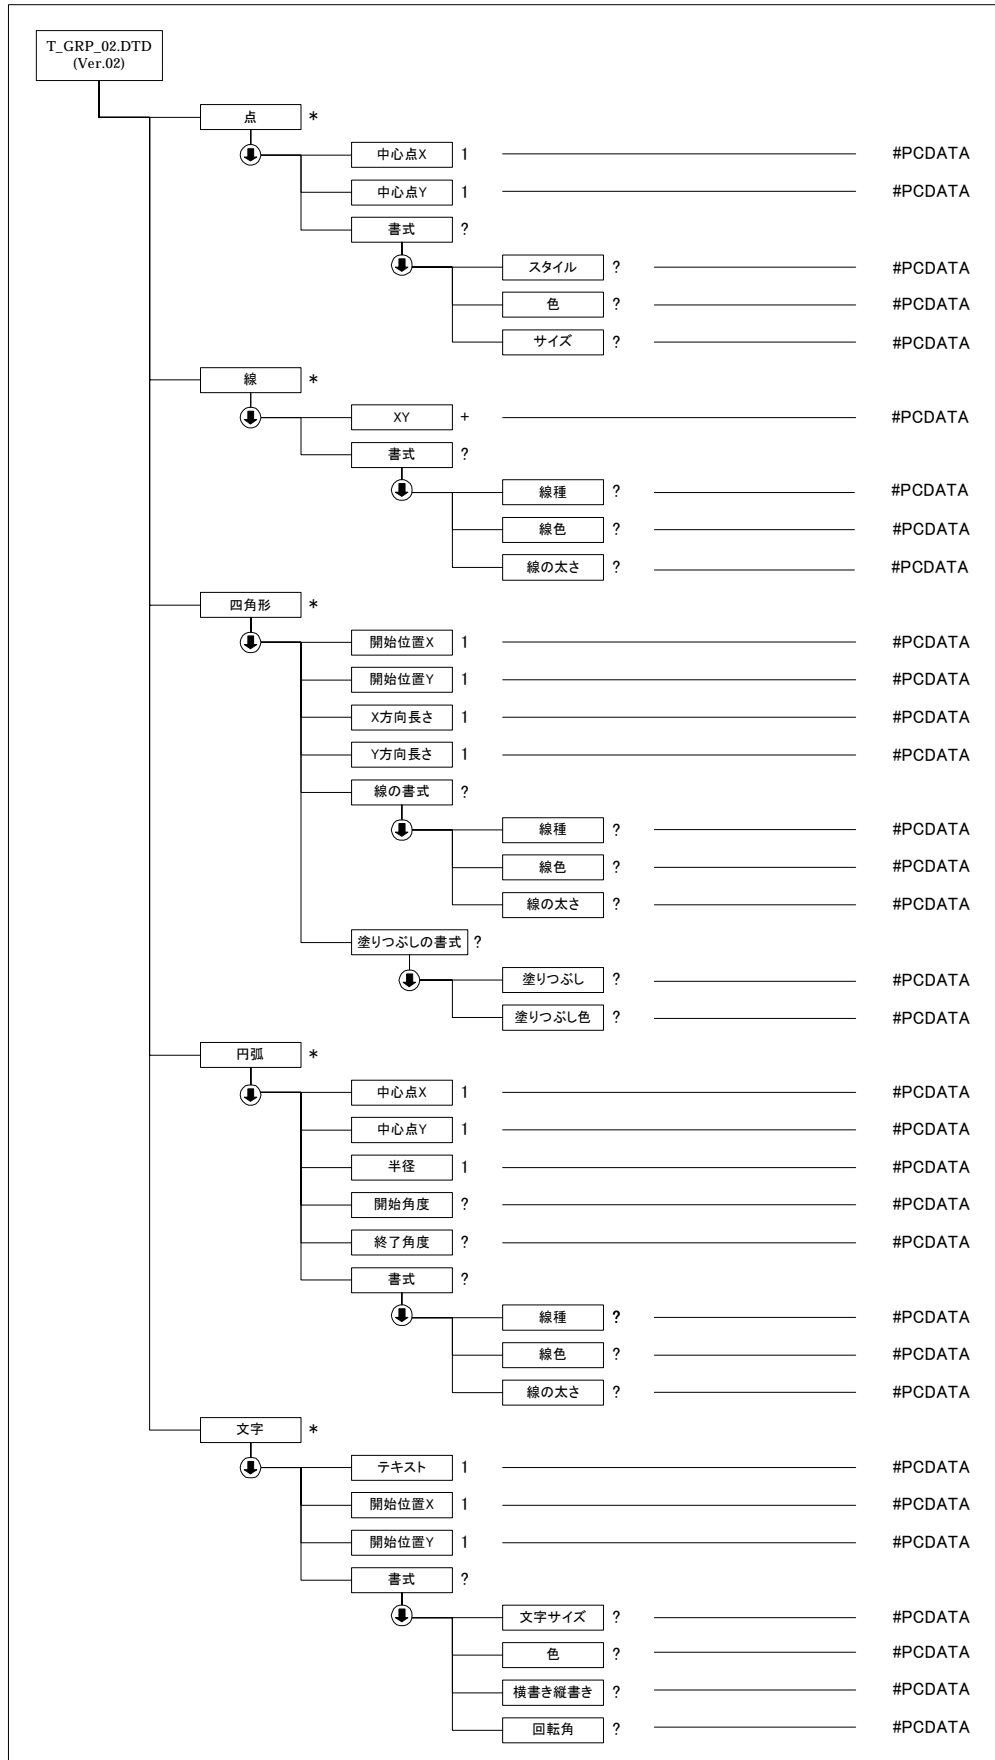 T_GRP_02.DTD
(Ver.02)
点 *
中心点X 1 #PCDATA
中心点Y 1 #PCDATA
書式 ?
スタイル ? #PCDATA
色 ? #PCDATA
サイズ ? #PCDATA
線 *
XY + #PCDATA
書式 ?
線種 ? #PCDATA
線色 ? #PCDATA
線の太さ ? #PCDATA
四角形 *
開始位置X 1 #PCDATA
開始位置Y 1 #PCDATA
X方向長さ 1 #PCDATA
Y方向長さ 1 #PCDATA
線の書式 ?
線種 ? #PCDATA
線色 ? #PCDATA
線の太さ ? #PCDATA
塗りつぶしの書式 ?
塗りつぶし ? #PCDATA
塗りつぶし色 ? #PCDATA
円弧 *
中心点X 1 #PCDATA
中心点Y 1 #PCDATA
半径 1 #PCDATA
開始角度 ? #PCDATA
終了角度 ? #PCDATA
書式 ?
線種 ? #PCDATA
線色 ? #PCDATA
線の太さ ? #PCDATA
文字 *
テキスト 1 #PCDATA
開始位置X 1 #PCDATA
開始位置Y 1 #PCDATA
書式 ?
文字サイズ ? #PCDATA
色 ? #PCDATA
横書き縦書き ? #PCDATA
回転角 ? #PCDATA